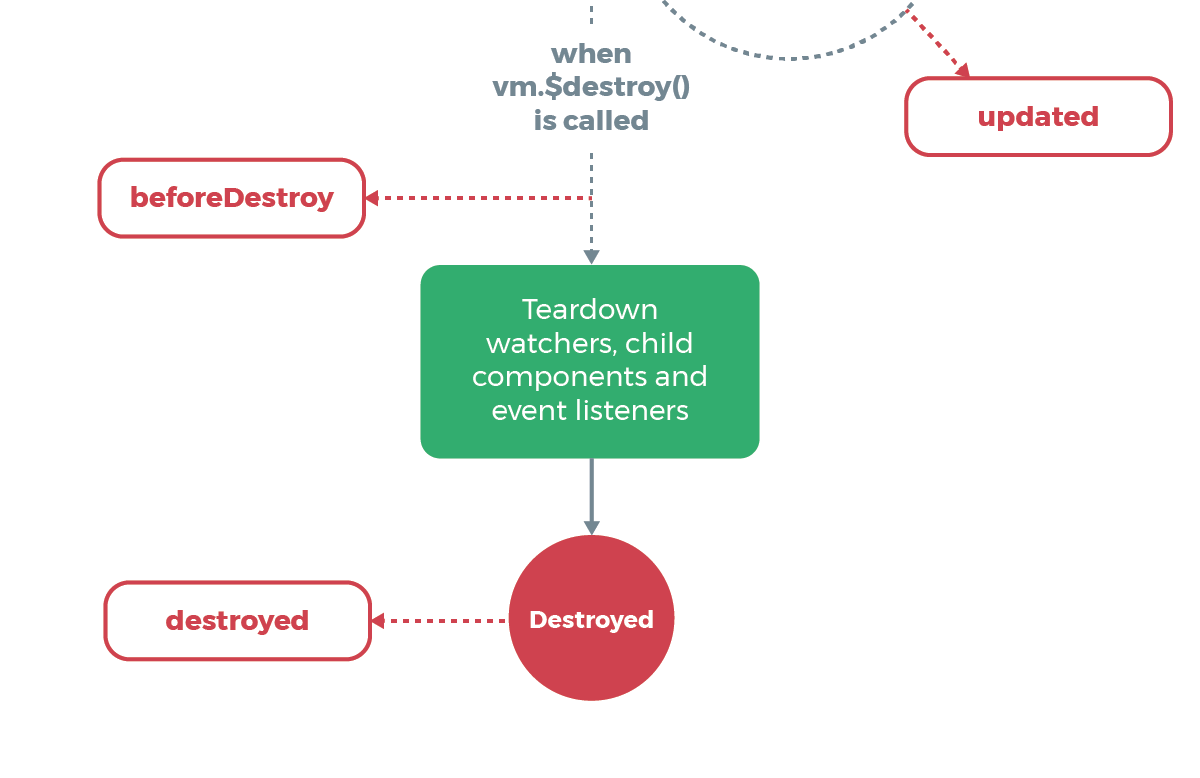 when
vm.$destroy()
is called
updated
beforeDestroy
Teardown
watchers, child
components and
event listeners
Destroyed
destroyed